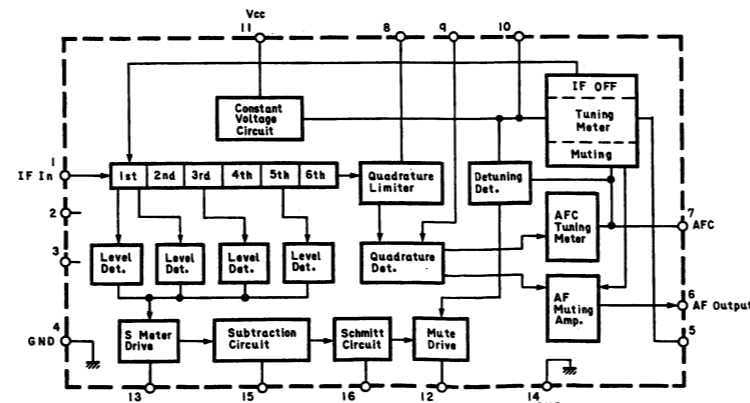 Vcc
11
8
9
10
IF OFF
Tuning
Meter
Muting
Constant
Voltage
Circuit
1
IF In
1st 2nd 3rd 4th 5th 6th
Quadrature
Limiter
Detuning
Det.
2
3
AFC
Tuning
Meter
7
AFC
Level
Det.
Level
Det.
Level
Det.
Level
Det.
Quadrature
Det.
AF
Muting
Amp.
6
AF Output
5
4
GND
S Meter
Drive
Subtraction
Circuit
Schmitt
Circuit
Mute
Drive
13
15
16
12
14